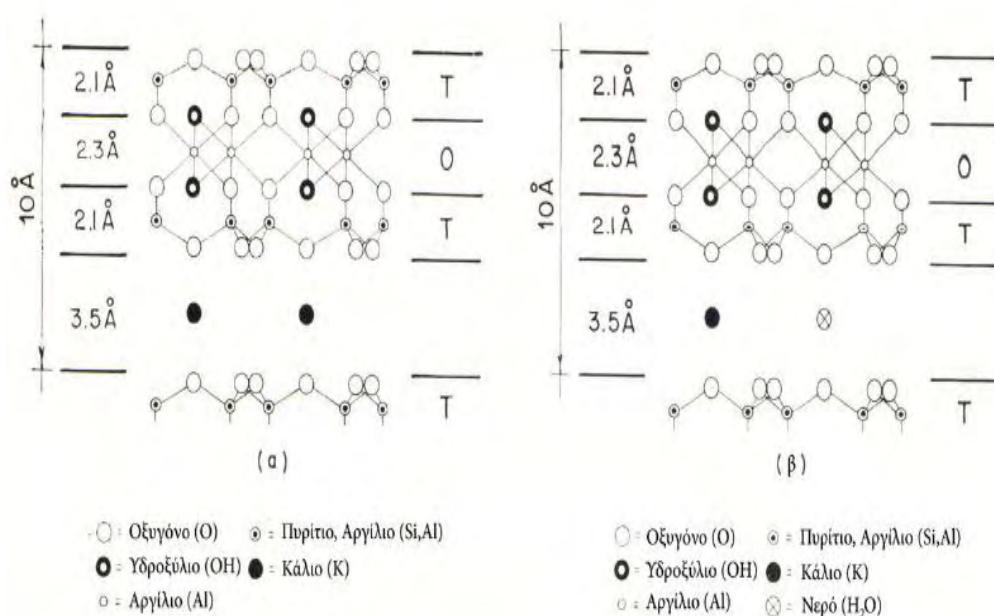 2.1Å
T
2.3Å
O
2.1Å
T
3.5Å
T
10Å
(α)
= Οξυγόνο (Ο)
= Πυρίτιο, Αργίλιο (Si,Al)
= Υδροξύλιο (ΟΗ)
= Κάλιο (Κ)
= Αργίλιο (Al)
2.1Å
T
2.3Å
O
2.1Å
T
3.5Å
T
10Å
(β)
= Οξυγόνο (Ο)
= Πυρίτιο, Αργίλιο (Si,Al)
= Υδροξύλιο (ΟΗ)
= Κάλιο (Κ)
= Αργίλιο (Al)
= Νερό (H₂O)